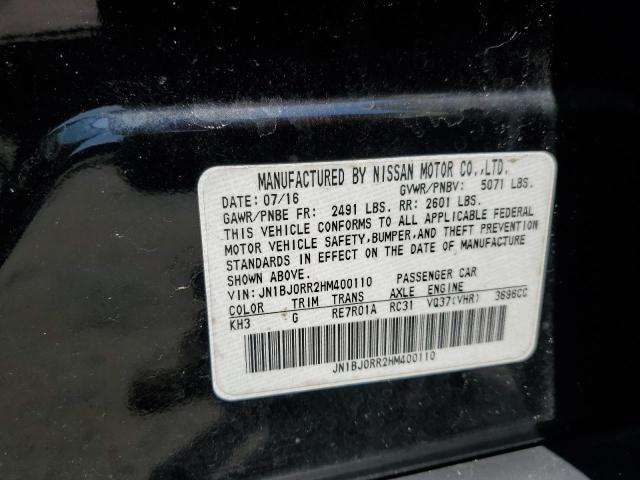 MANUFACTURED BY NISSAN MOTOR CO.,LTD.
DATE: 07/16 GVWR/PNBV: 5071 LBS.
GAWR/PNBE FR: 2491 LBS. RR: 2601 LBS.
THIS VEHICLE CONFORMS TO ALL APPLICABLE FEDERAL
MOTOR VEHICLE SAFETY,BUMPER,AND THEFT PREVENTION
STANDARDS IN EFFECT ON THE DATE OF MANUFACTURE
SHOWN ABOVE.
VIN: JN1BJ0RR2HM400110 PASSENGER CAR
COLOR TRIM TRANS AXLE ENGINE
KH3 G RE7R01A RC31 VQ37(VHR) 3696CC
JN1BJ0RR2HM400110